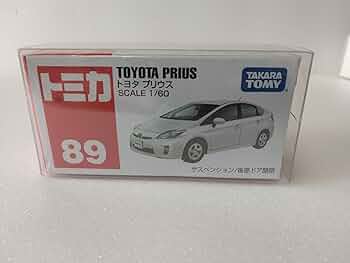 トミカ
89
TOYOTA PRIUS
トヨタ プリウス
SCALE 1/60
TAKARA
TOMY
サスペンション/後部ドア開閉